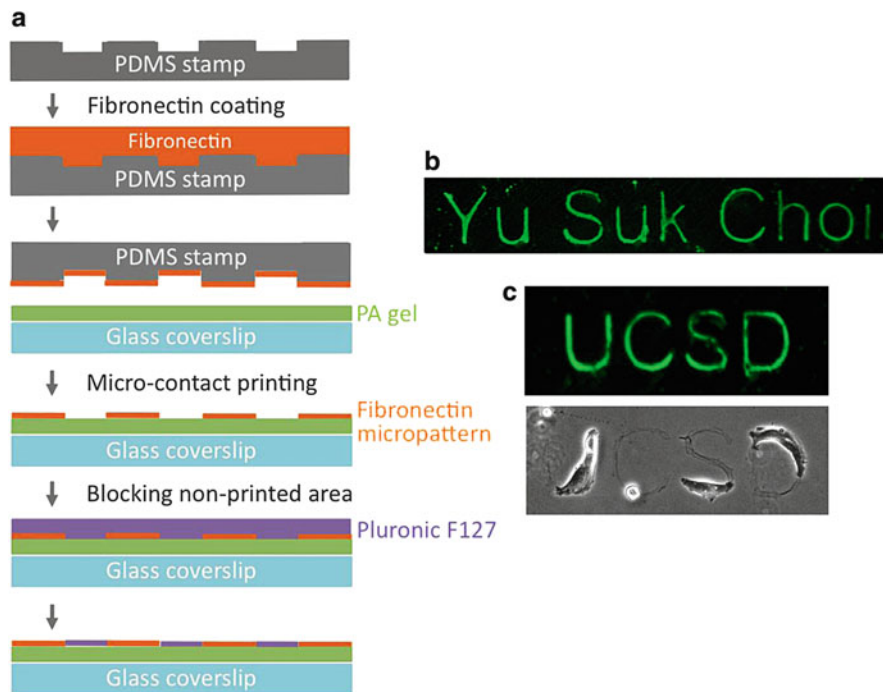 a
PDMS stamp
Fibronectin coating
Fibronectin
PDMS stamp
PDMS stamp
PA gel
Glass coverslip
Micro-contact printing
Fibronectin
micropattern
Glass coverslip
Blocking non-printed area
Pluronic F127
Glass coverslip
Glass coverslip
b
Yu Suk Choi
c
UCSD
UCSD